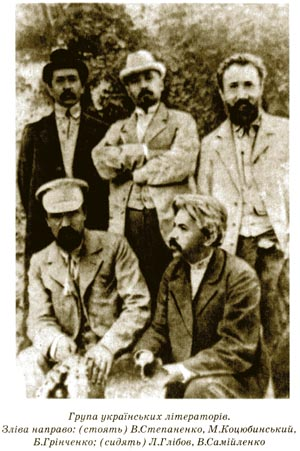 Група українських літераторів.
Зліва направо: (стоять) В.Степаненко, М.Коцюбинський,
Б.Грінченко; (сидять) Л.Глібов, В.Самійленко